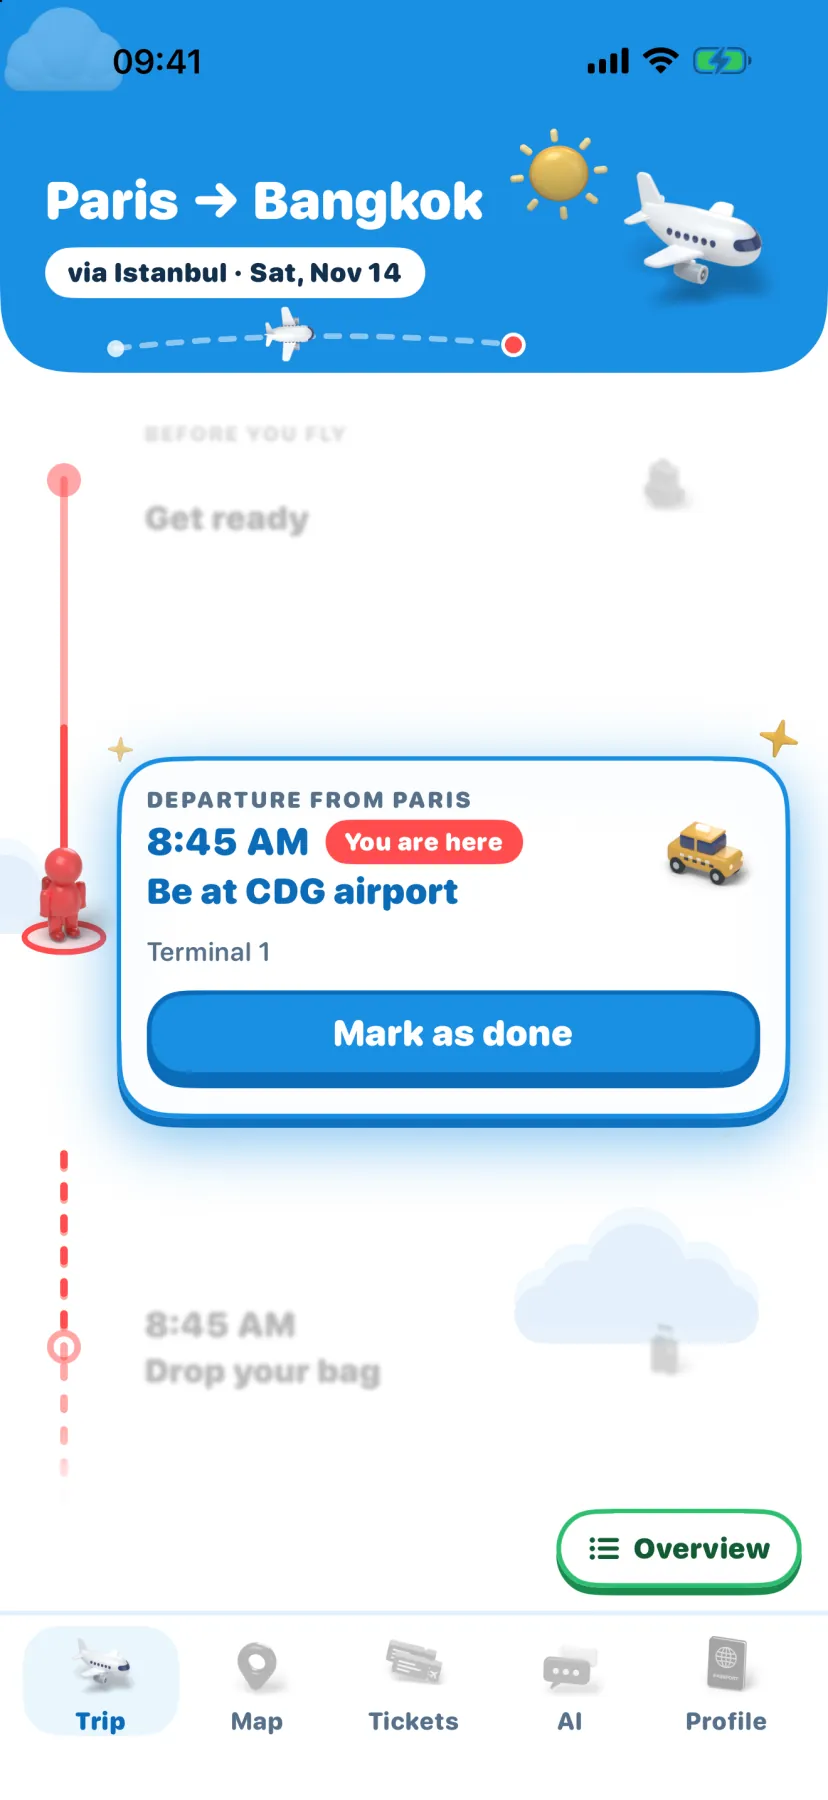 09:41
Paris → Bangkok
via Istanbul · Sat, Nov 14
BEFORE YOU FLY
Get ready
DEPARTURE FROM PARIS
8:45 AM You are here
Be at CDG airport
Terminal 1
Mark as done
8:45 AM
Drop your bag
Overview
Trip Map Tickets AI Profile
PASSPORT